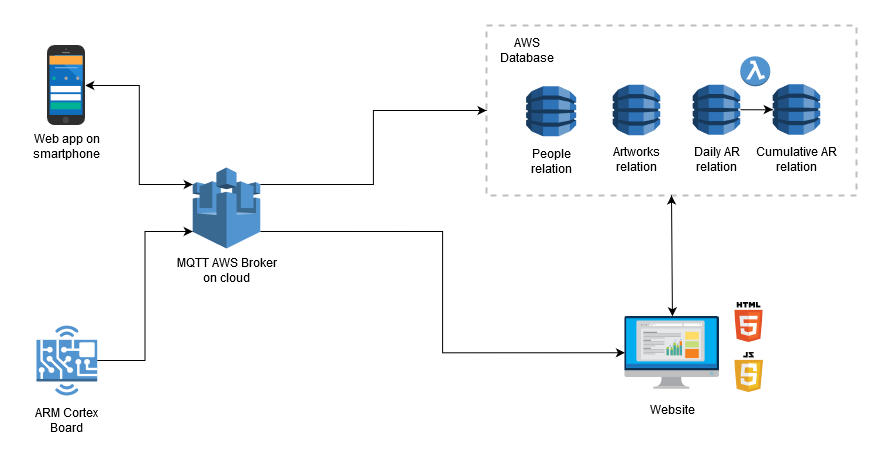 AWS
Database
Web app on
smartphone
People
relation
Artworks
relation
Daily AR
relation
Cumulative AR
relation
MQTT AWS Broker
on cloud
HTML
5
JS
5
ARM Cortex
Board
Website